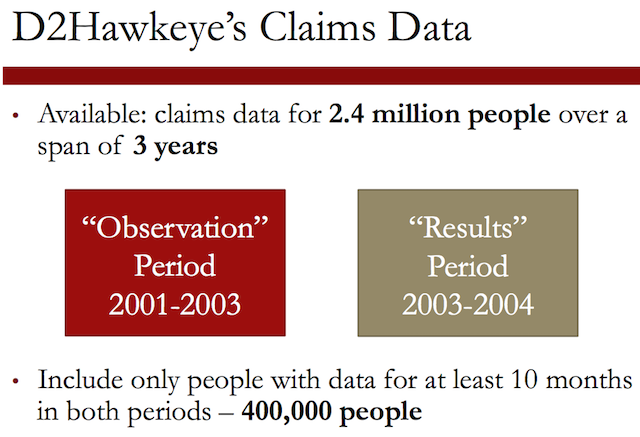 D2Hawkeye’s Claims Data
• Available: claims data for 2.4 million people over a
span of 3 years
“Observation”
Period
2001-2003
“Results”
Period
2003-2004
• Include only people with data for at least 10 months
in both periods – 400,000 people